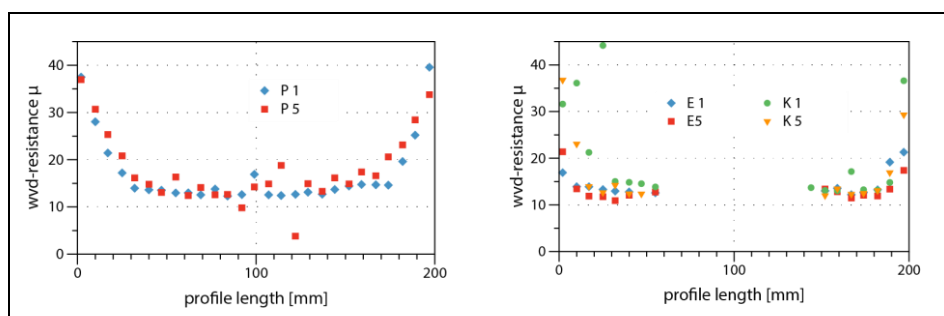 wvd-resistance μ
40
30
20
10
0
P 1
P 5
0
100
200
profile length [mm]
wvd-resistance μ
40
30
20
10
0
E 1
K 1
E5
K 5
0
100
200
profile length [mm]